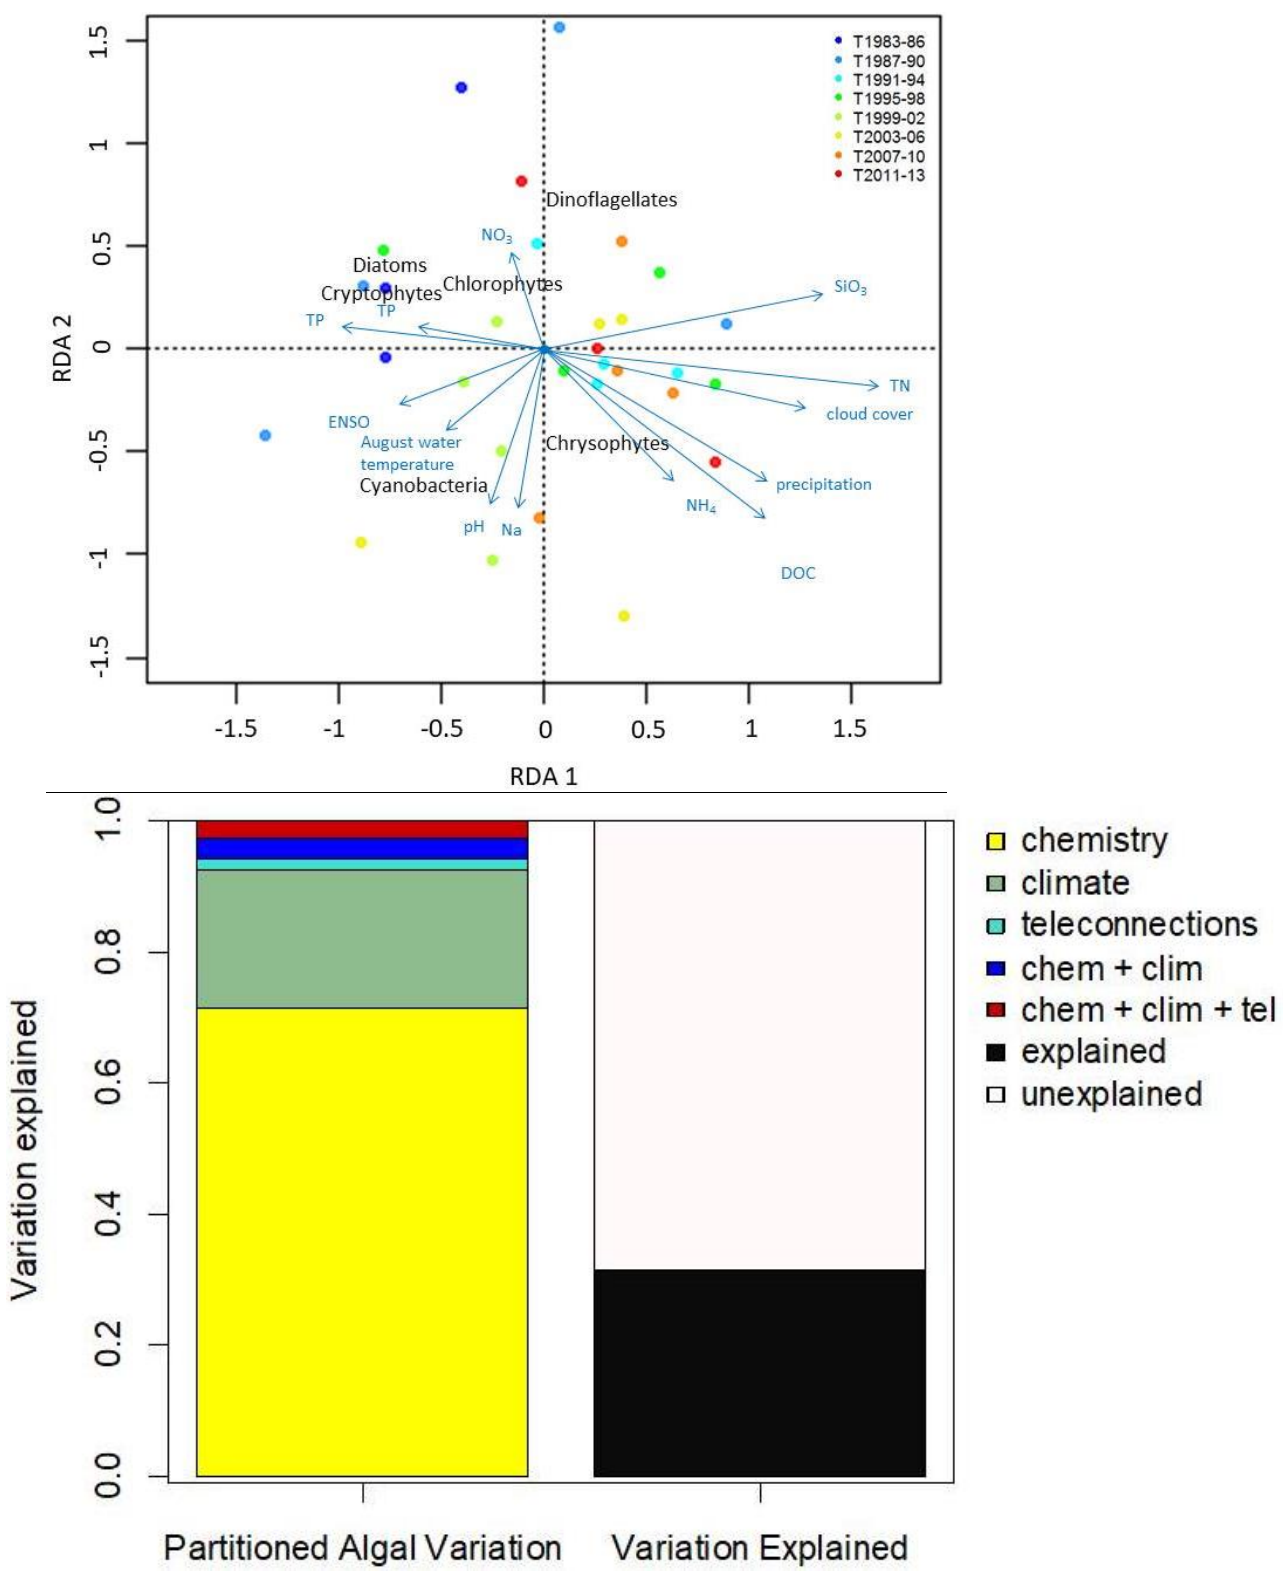 1.5
1
0.5
0
-0.5
-1
-1.5
RDA 2
T1983-86
T1987-90
T1991-94
T1995-98
T1999-02
T2003-06
T2007-10
T2011-13
Dinoflagellates
NO3
Diatoms
Chlorophytes
Cryptophytes
SiO3
TP
TP
TN
cloud cover
ENSO
August water
temperature
Chrysophytes
Cyanobacteria
precipitation
NH4
pH
Na
DOC
-1.5
-1
-0.5
0
0.5
1
1.5
RDA 1
1.0
0.8
0.6
0.4
0.2
0.0
Variation explained
chemistry
climate
teleconnections
chem + clim
chem + clim + tel
explained
unexplained
Partitioned Algal Variation
Variation Explained